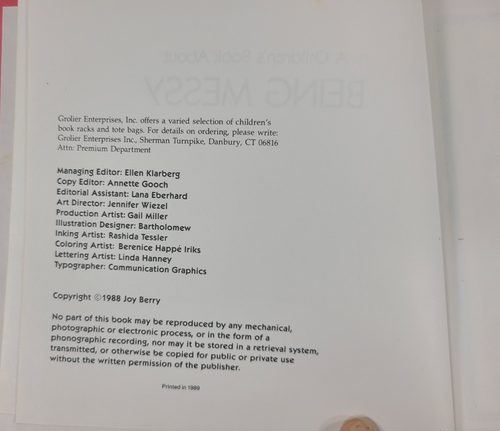 A Children's Book About
BEING MESSY
Grolier Enterprises, Inc. offers a varied selection of children's
book racks and tote bags. For details on ordering, please write:
Grolier Enterprises Inc., Sherman Turnpike, Danbury, CT 06816
Attn: Premium Department
Managing Editor: Ellen Klarberg
Copy Editor: Annette Gooch
Editorial Assistant: Lana Eberhard
Art Director: Jennifer Wiezel
Production Artist: Gail Miller
Illustration Designer: Bartholomew
Inking Artist: Rashida Tessler
Coloring Artist: Berenice Happé Iriks
Lettering Artist: Linda Hanney
Typographer: Communication Graphics
Copyright ©1988 Joy Berry
No part of this book may be reproduced by any mechanical,
photographic or electronic process, or in the form of a
phonographic recording, nor may it be stored in a retrieval system,
transmitted, or otherwise be copied for public or private use
without the written permission of the publisher.
Printed in 1989